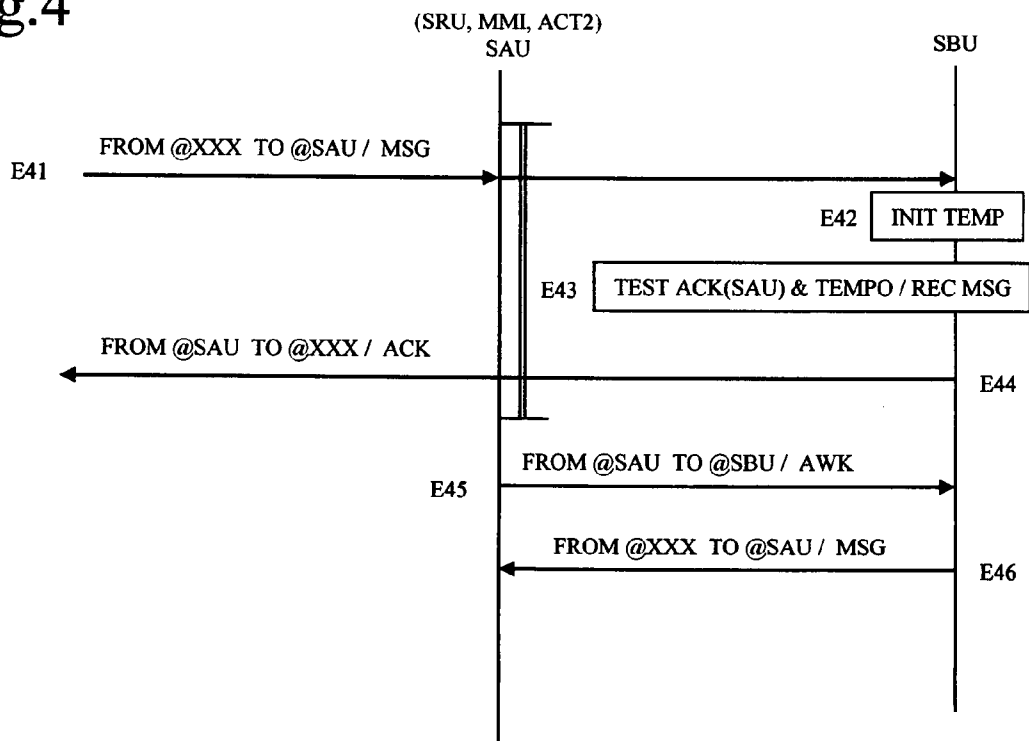 g.4
(SRU, MMI, ACT2)
SAU
SBU
FROM @XXX TO @SAU / MSG
E41
E42
INIT TEMP
E43
TEST ACK(SAU) & TEMPO / REC MSG
FROM @SAU TO @XXX / ACK
E44
FROM @SAU TO @SBU / AWK
E45
FROM @XXX TO @SAU / MSG
E46